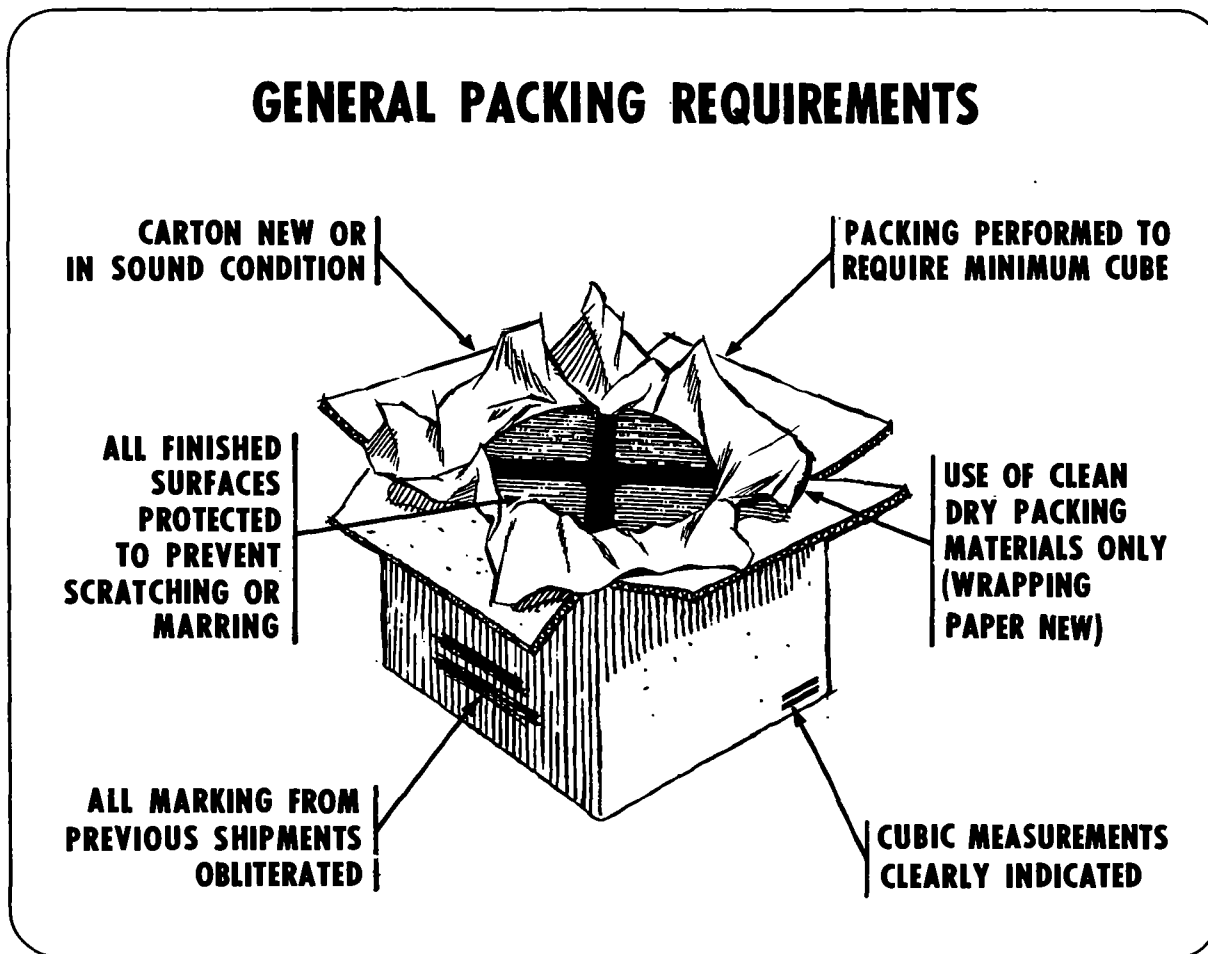 GENERAL PACKING REQUIREMENTS
CARTON NEW OR
IN SOUND CONDITION
PACKING PERFORMED TO
REQUIRE MINIMUM CUBE
ALL FINISHED
SURFACES
PROTECTED
TO PREVENT
SCRATCHING OR
MARRING
USE OF CLEAN
DRY PACKING
MATERIALS ONLY
(WRAPPING
PAPER NEW)
ALL MARKING FROM
PREVIOUS SHIPMENTS
OBLITERATED
CUBIC MEASUREMENTS
CLEARLY INDICATED